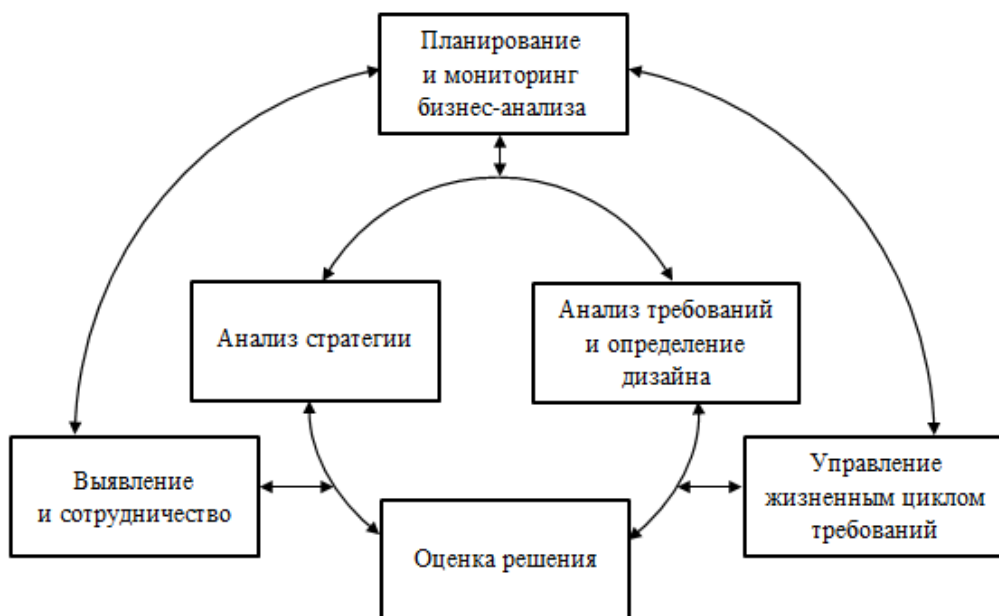 Планирование
и мониторинг
бизнес-анализа
Анализ стратегии
Анализ требований
и определение
дизайна
Выявление
и сотрудничество
Оценка решения
Управление
жизненным циклом
требований